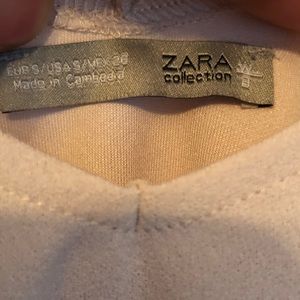 EUR S/USA S/MEX 26
Made in Cambodia
ZARA
collection
W
B